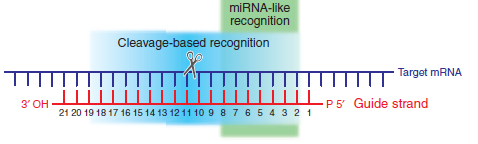 miRNA-like
recognition
Cleavage-based recognition
Target mRNA
3′ OH
P 5′ Guide strand
21 20 19 18 17 16 15 14 13 12 11 10 9 8 7 6 5 4 3 2 1